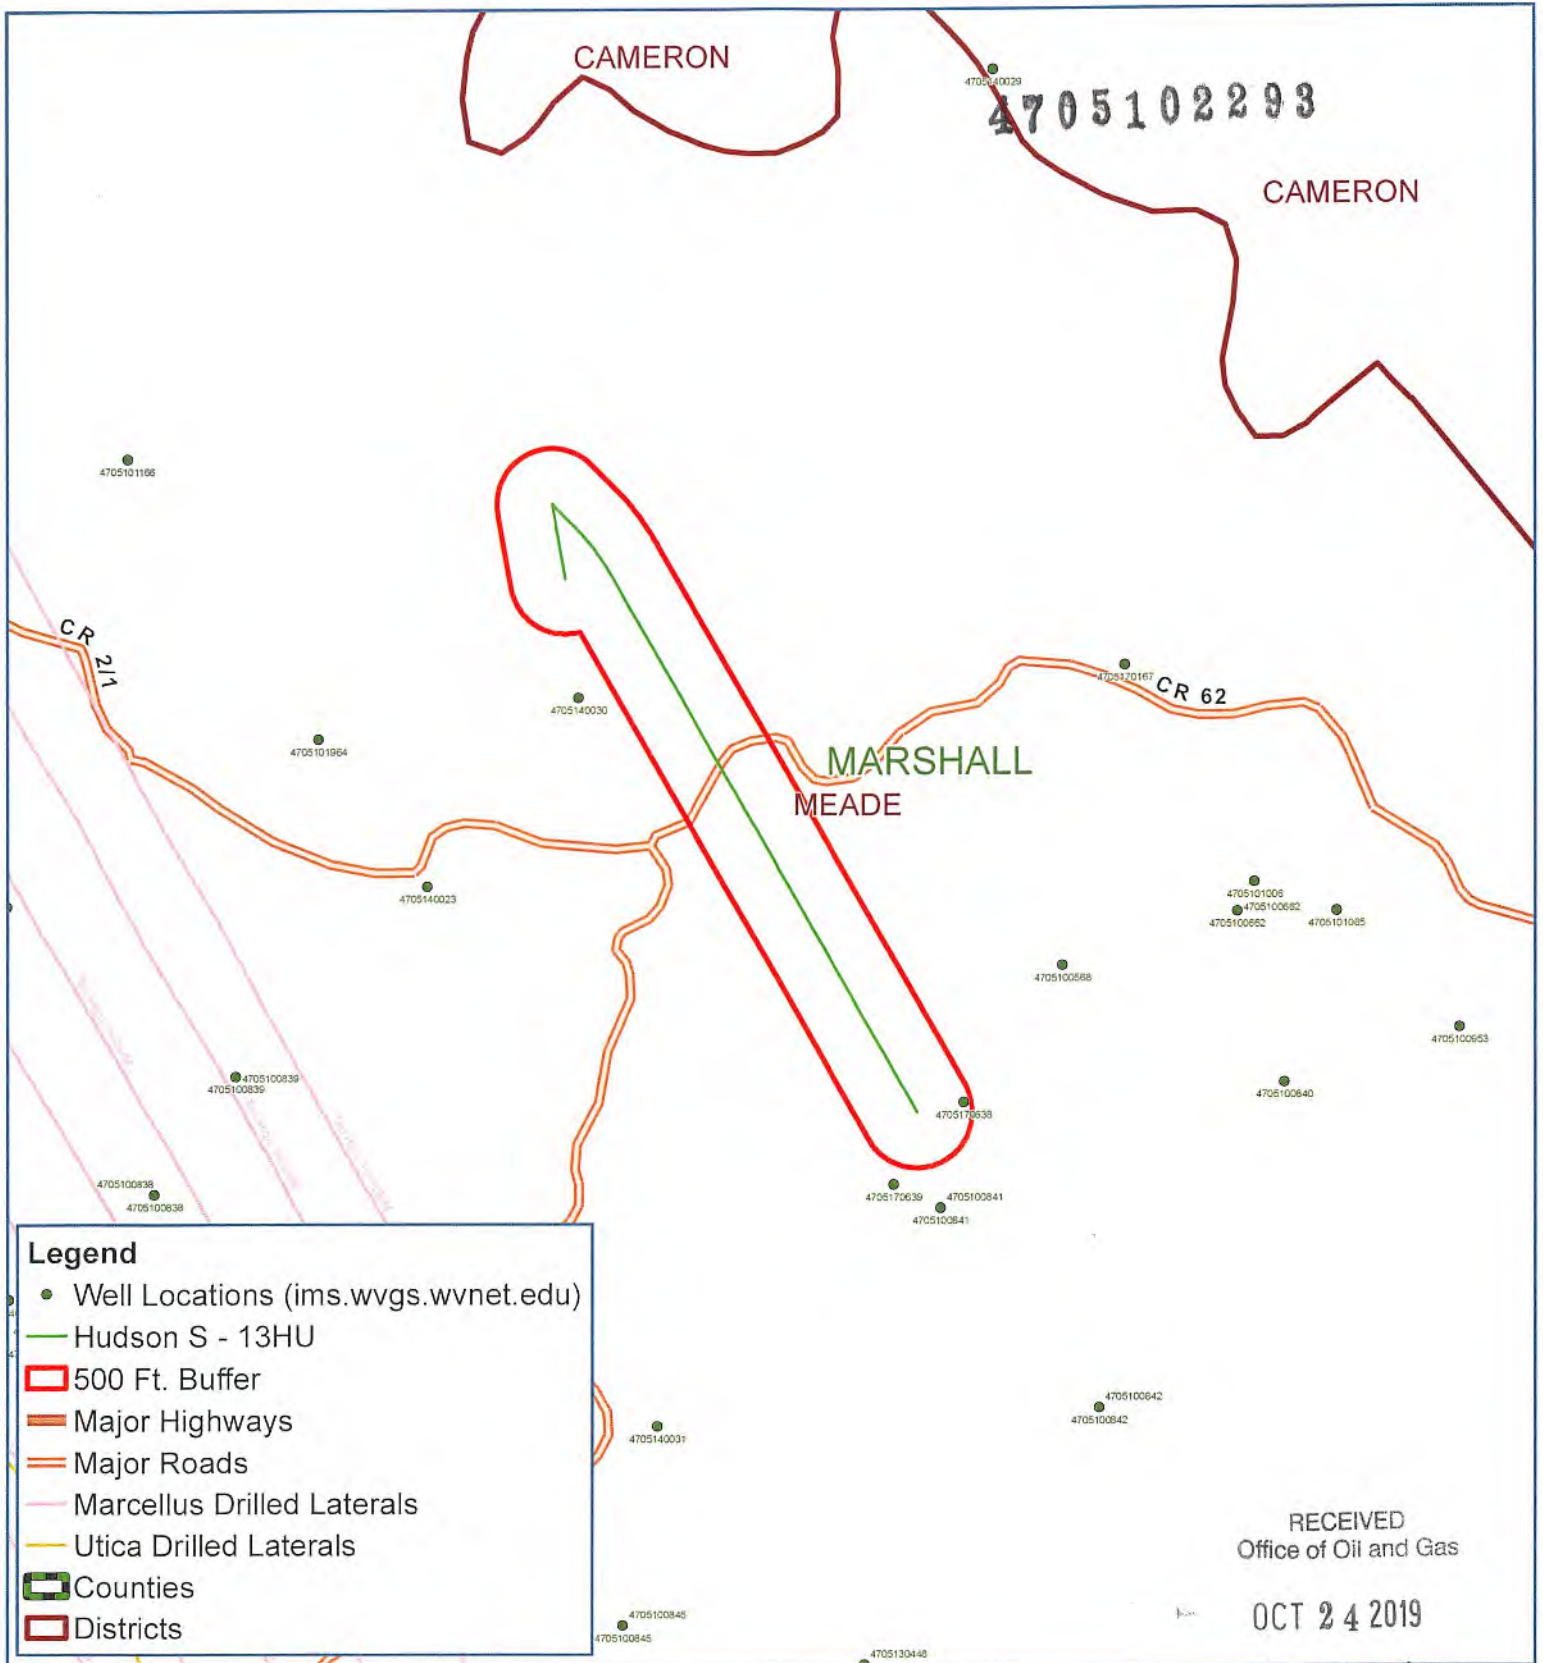 CAMERON
4705140029
4705102293
CAMERON
4705101166
CR 2/1
4705170167
CR 62
4705140030
4705101964
MARSHALL
MEADE
4705140023
4705101006
4705100662
4705100662
4705101085
4705100568
4705100953
4705100839
4705100839
4705100640
4705170638
4705100838
4705100838
4705170639
4705100841
4705100841
Legend
Well Locations (ims.wvgs.wvnet.edu)
Hudson S - 13HU
500 Ft. Buffer
Major Highways
Major Roads
Marcellus Drilled Laterals
Utica Drilled Laterals
Counties
Districts
4705100842
4705100842
4705140031
RECEIVED
Office of Oil and Gas
OCT 24 2019
4705100845
4705100845
4705130448